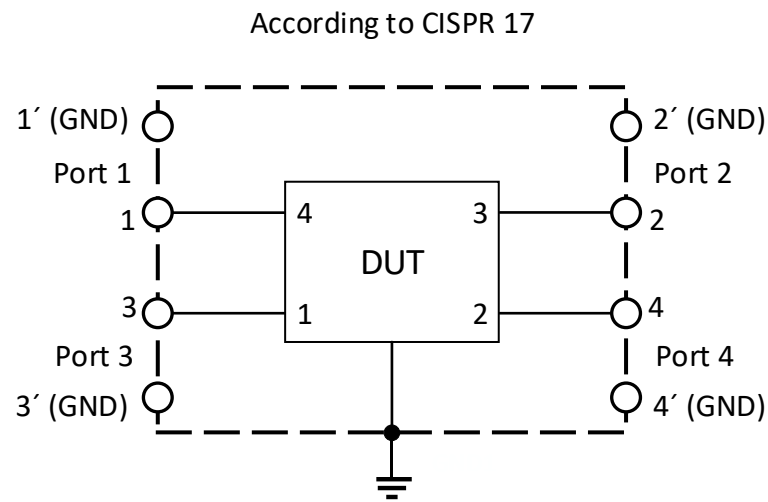 According to CISPR 17
1´ (GND)
2´ (GND)
Port 1
Port 2
1
4
3
2
DUT
3
1
2
4
Port 3
Port 4
3´ (GND)
4´ (GND)